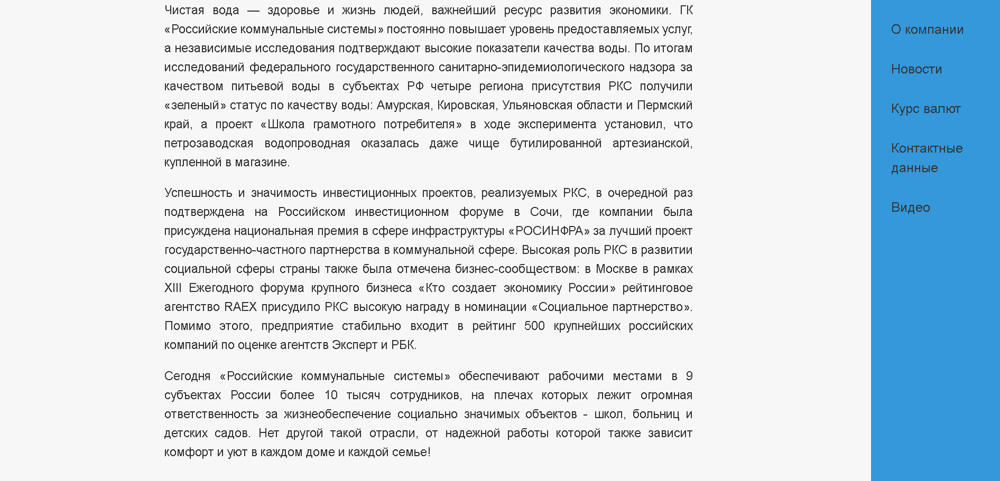 Чистая вода — здоровье и жизнь людей, важнейший ресурс развития экономики. ГК
«Российские коммунальные системы» постоянно повышает уровень предоставляемых услуг,
а независимые исследования подтверждают высокие показатели качества воды. По итогам
исследований федерального государственного санитарно-эпидемиологического надзора за
качеством питьевой воды в субъектах РФ четыре региона присутствия РКС получили
«зеленый» статус по качеству воды: Амурская, Кировская, Ульяновская области и Пермский
край, а проект «Школа грамотного потребителя» в ходе эксперимента установил, что
петрозаводская водопроводная оказалась даже чище бутилированной артезианской,
купленной в магазине.
Успешность и значимость инвестиционных проектов, реализуемых РКС, в очередной раз
подтверждена на Российском инвестиционном форуме в Сочи, где компании была
присуждена национальная премия в сфере инфраструктуры «РОСИНФРА» за лучший проект
государственно-частного партнерства в коммунальной сфере. Высокая роль РКС в развитии
социальной сферы страны также была отмечена бизнес-сообществом: в Москве в рамках
XIII Ежегодного форума крупного бизнеса «Кто создает экономику России» рейтинговое
агентство RAEX присудило РКС высокую награду в номинации «Социальное партнерство».
Помимо этого, предприятие стабильно входит в рейтинг 500 крупнейших российских
компаний по оценке агентств Эксперт и РБК.
Сегодня «Российские коммунальные системы» обеспечивают рабочими местами в 9
субъектах России более 10 тысяч сотрудников, на плечах которых лежит огромная
ответственность за жизнеобеспечение социально значимых объектов - школ, больниц и
детских садов. Нет другой такой отрасли, от надежной работы которой также зависит
комфорт и уют в каждом доме и каждой семье!
О компании
Новости
Курс валют
Контактные
данные
Видео